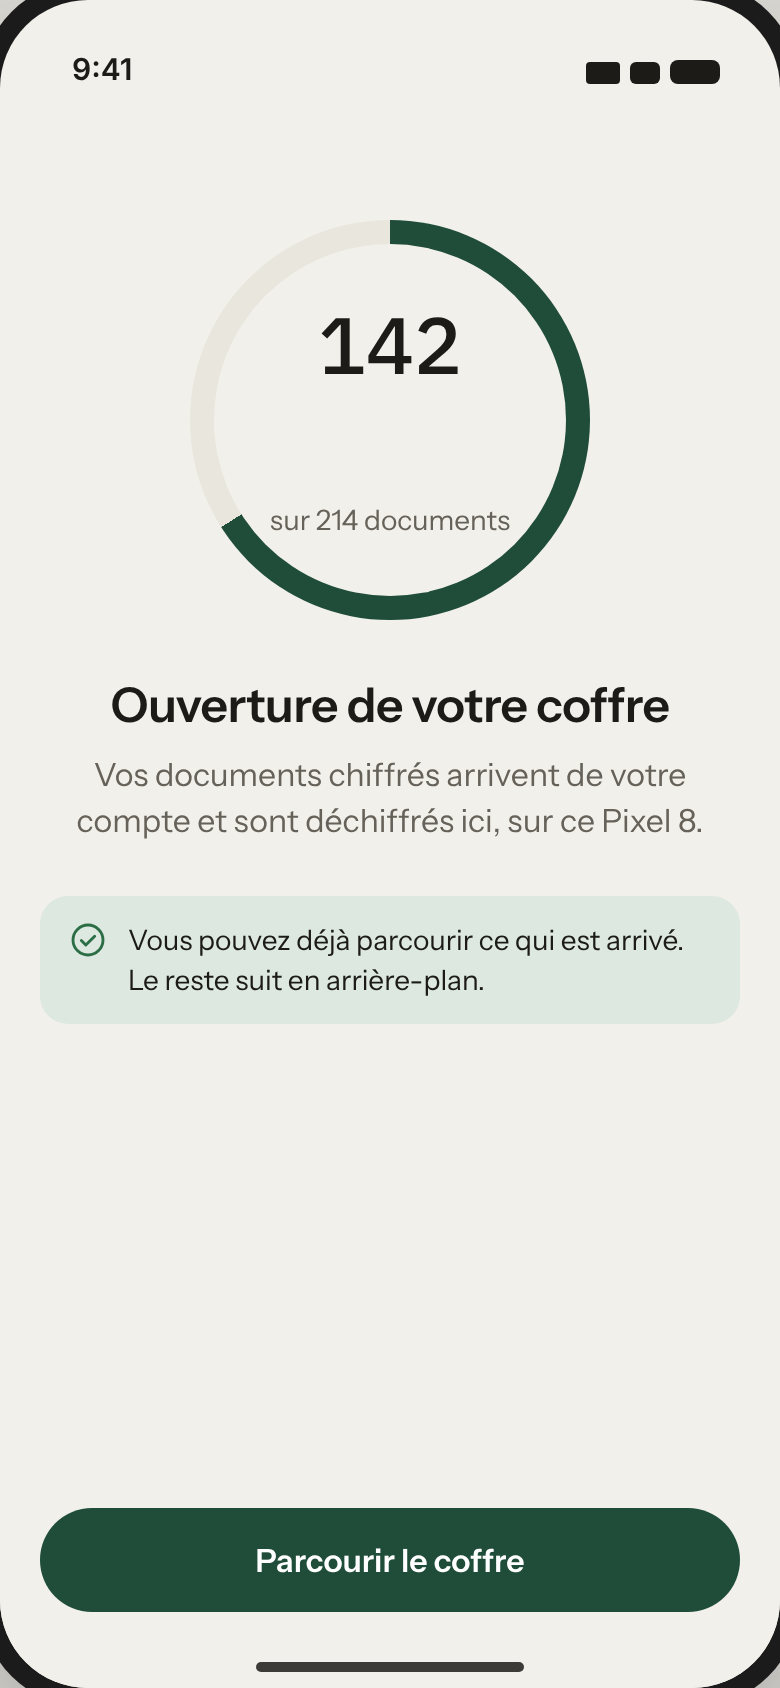 9:41
142
sur 214 documents
Ouverture de votre coffre
Vos documents chiffrés arrivent de votre
compte et sont déchiffrés ici, sur ce Pixel 8.
Vous pouvez déjà parcourir ce qui est arrivé.
Le reste suit en arrière-plan.
Parcourir le coffre